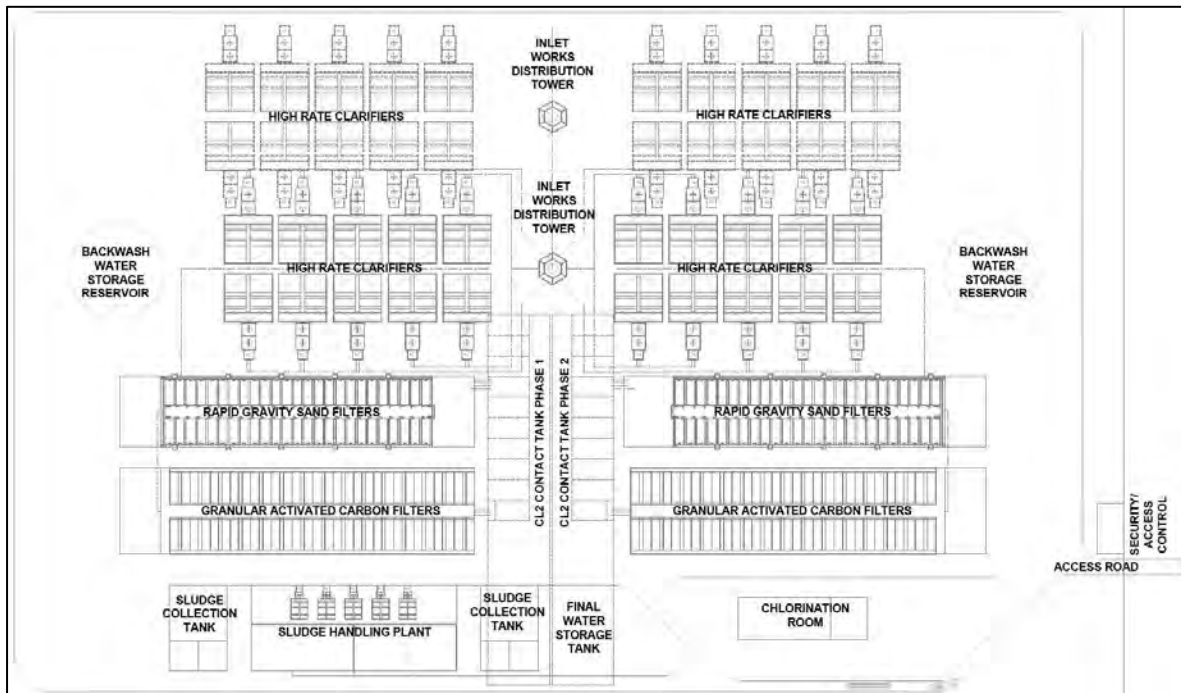 INLET
WORKS
DISTRIBUTION
TOWER
HIGH RATE CLARIFIERS
HIGH RATE CLARIFIERS
INLET WORKS
DISTRIBUTION
TOWER
BACKWASH
WATER
STORAGE
RESERVOIR
HIGH RATE CLARIFIERS
HIGH RATE CLARIFIERS
BACKWASH
WATER
STORAGE
RESERVOIR
RAPID GRAVITY SAND FILTERS
CL2 CONTACT TANK PHASE 1
CL2 CONTACT TANK PHASE 2
RAPID GRAVITY SAND FILTERS
GRANULAR ACTIVATED CARBON FILTERS
GRANULAR ACTIVATED CARBON FILTERS
SECURITY/
ACCESS
CONTROL
ACCESS ROAD
SLUDGE
COLLECTION
TANK
SLUDGE HANDLING PLANT
SLUDGE
COLLECTION
TANK
FINAL
WATER
STORAGE
TANK
CHLORINATION
ROOM